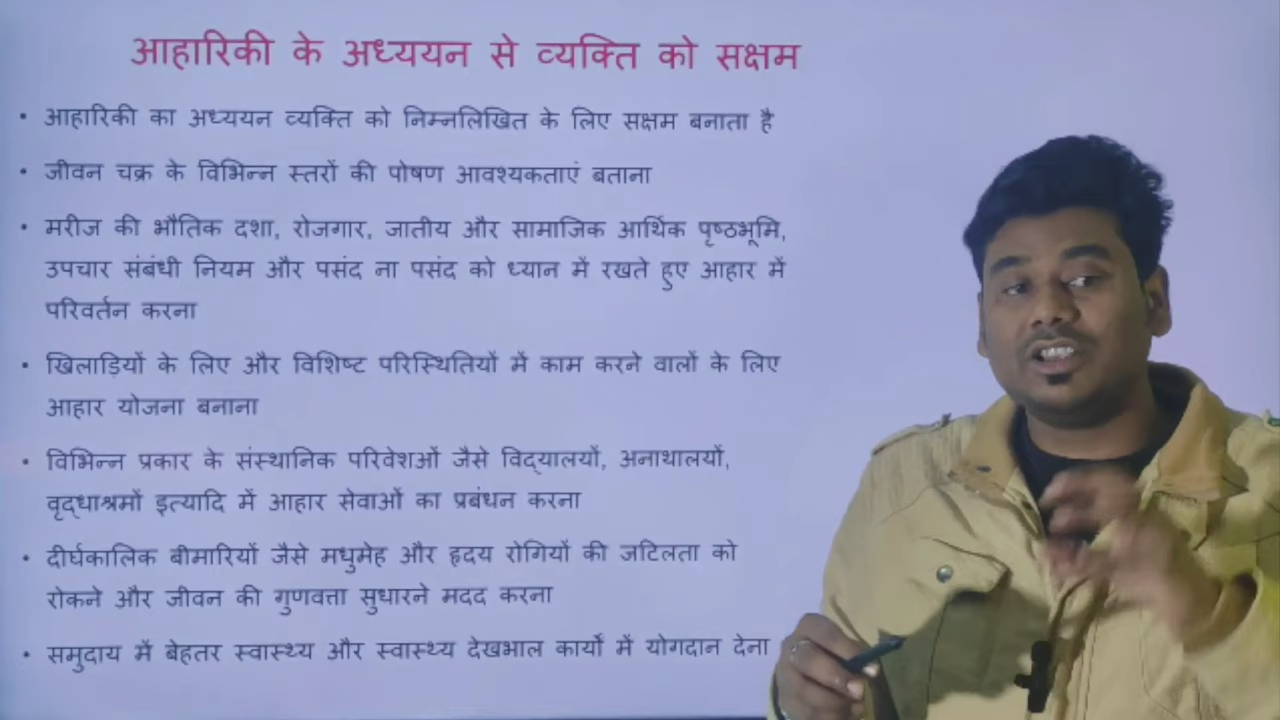 आहारिकी के अध्ययन से व्यक्ति को सक्षम
• आहारिकी का अध्ययन व्यक्ति को निम्नलिखित के लिए सक्षम बनाता है
• जीवन चक्र के विभिन्न स्तरों की पोषण आवश्यकताएं बताना
• मरीज की भौतिक दशा, रोजगार, जातीय और सामाजिक आर्थिक पृष्ठभूमि,
उपचार संबंधी नियम और पसंद ना पसंद को ध्यान में रखते हुए आहार में
परिवर्तन करना
• खिलाड़ियों के लिए और विशिष्ट परिस्थितियों में काम करने वालों के लिए
आहार योजना बनाना
• विभिन्न प्रकार के संस्थानिक परिवेशओं जैसे विद्यालयों, अनाथालयों,
वृद्धाश्रमों इत्यादि में आहार सेवाओं का प्रबंधन करना
• दीर्घकालिक बीमारियों जैसे मधुमेह और हृदय रोगियों की जटिलता को
रोकने और जीवन की गुणवत्ता सुधारने मदद करना
• समुदाय में बेहतर स्वास्थ्य और स्वास्थ्य देखभाल कार्यों में योगदान देना